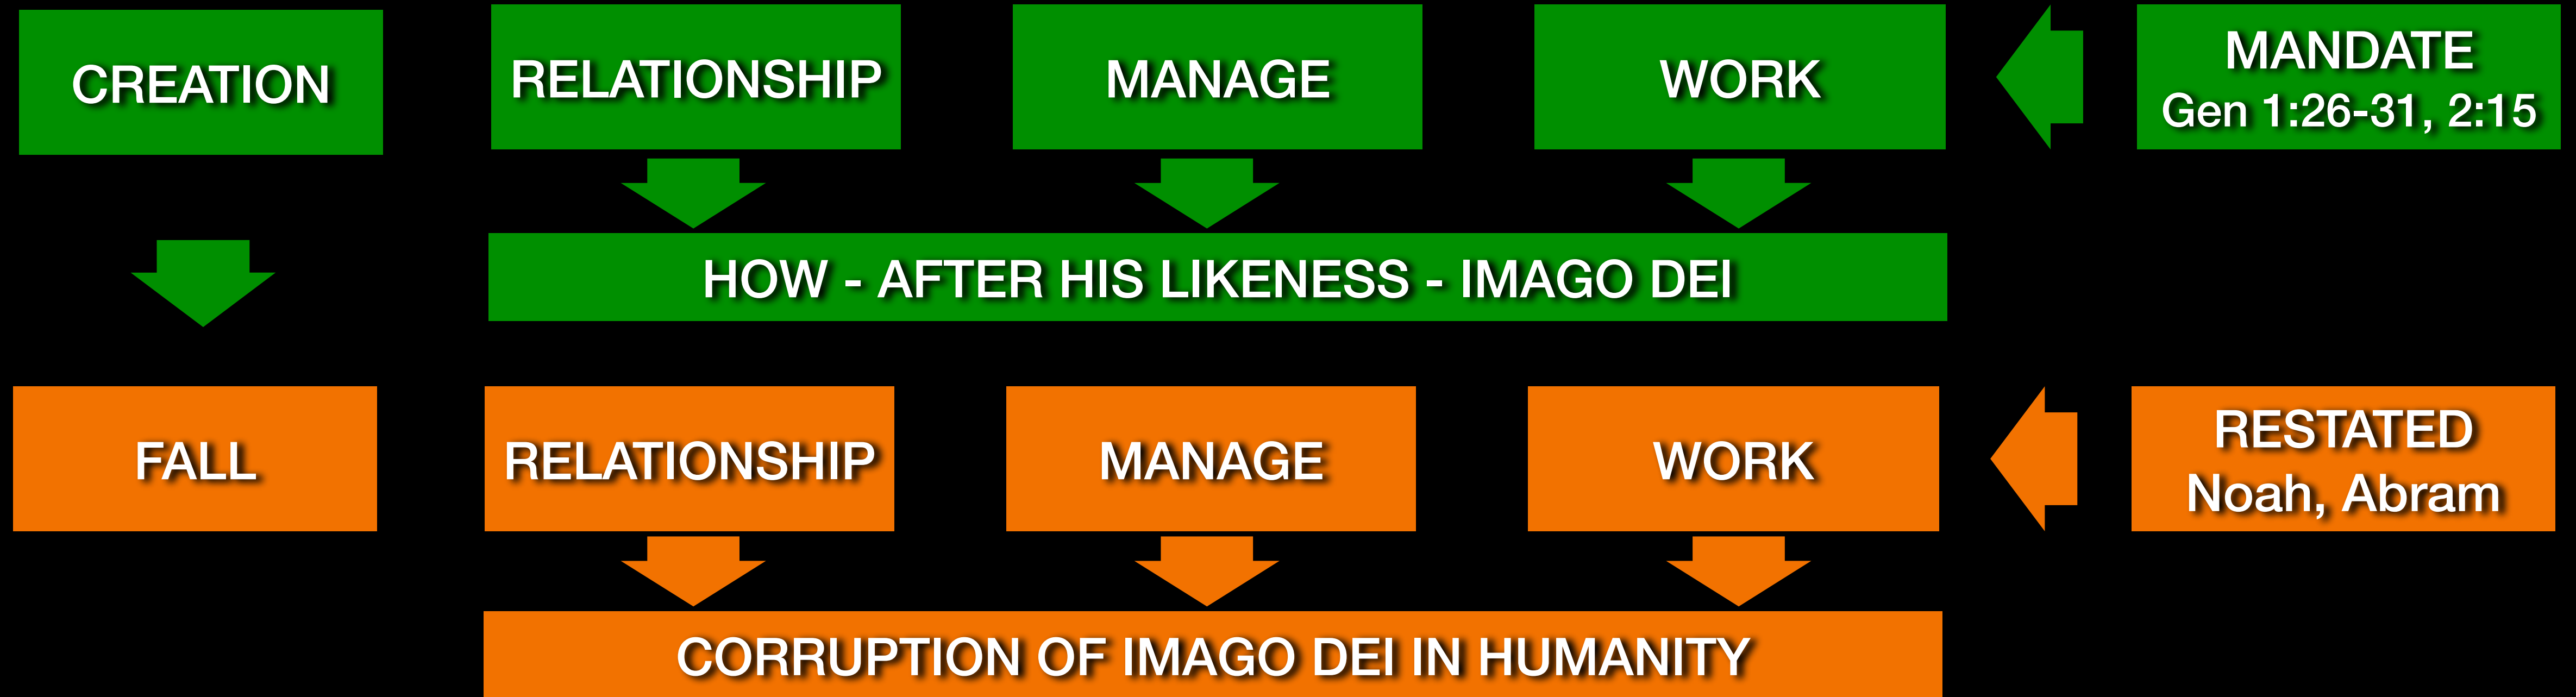 CREATION
RELATIONSHIP
MANAGE
WORK
MANDATE
Gen 1:26-31, 2:15
HOW - AFTER HIS LIKENESS - IMAGO DEI
FALL
RELATIONSHIP
MANAGE
WORK
RESTATED
Noah, Abram
CORRUPTION OF IMAGO DEI IN HUMANITY